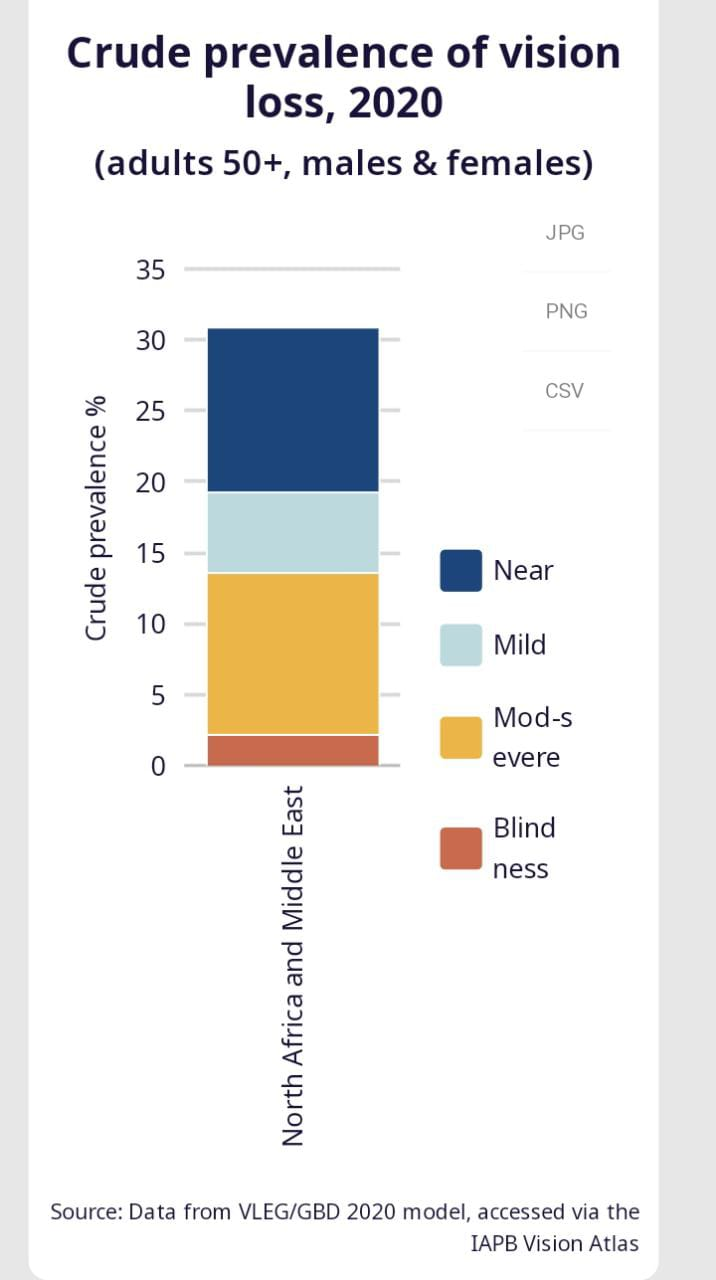 Crude prevalence of vision
loss, 2020
(adults 50+, males & females)
JPG
PNG
CSV
35
30
25
20
15
10
5
0
Crude prevalence %
Near
Mild
Mod-s
evere
Blind
ness
North Africa and Middle East
Source: Data from VLEG/GBD 2020 model, accessed via the
IAPB Vision Atlas